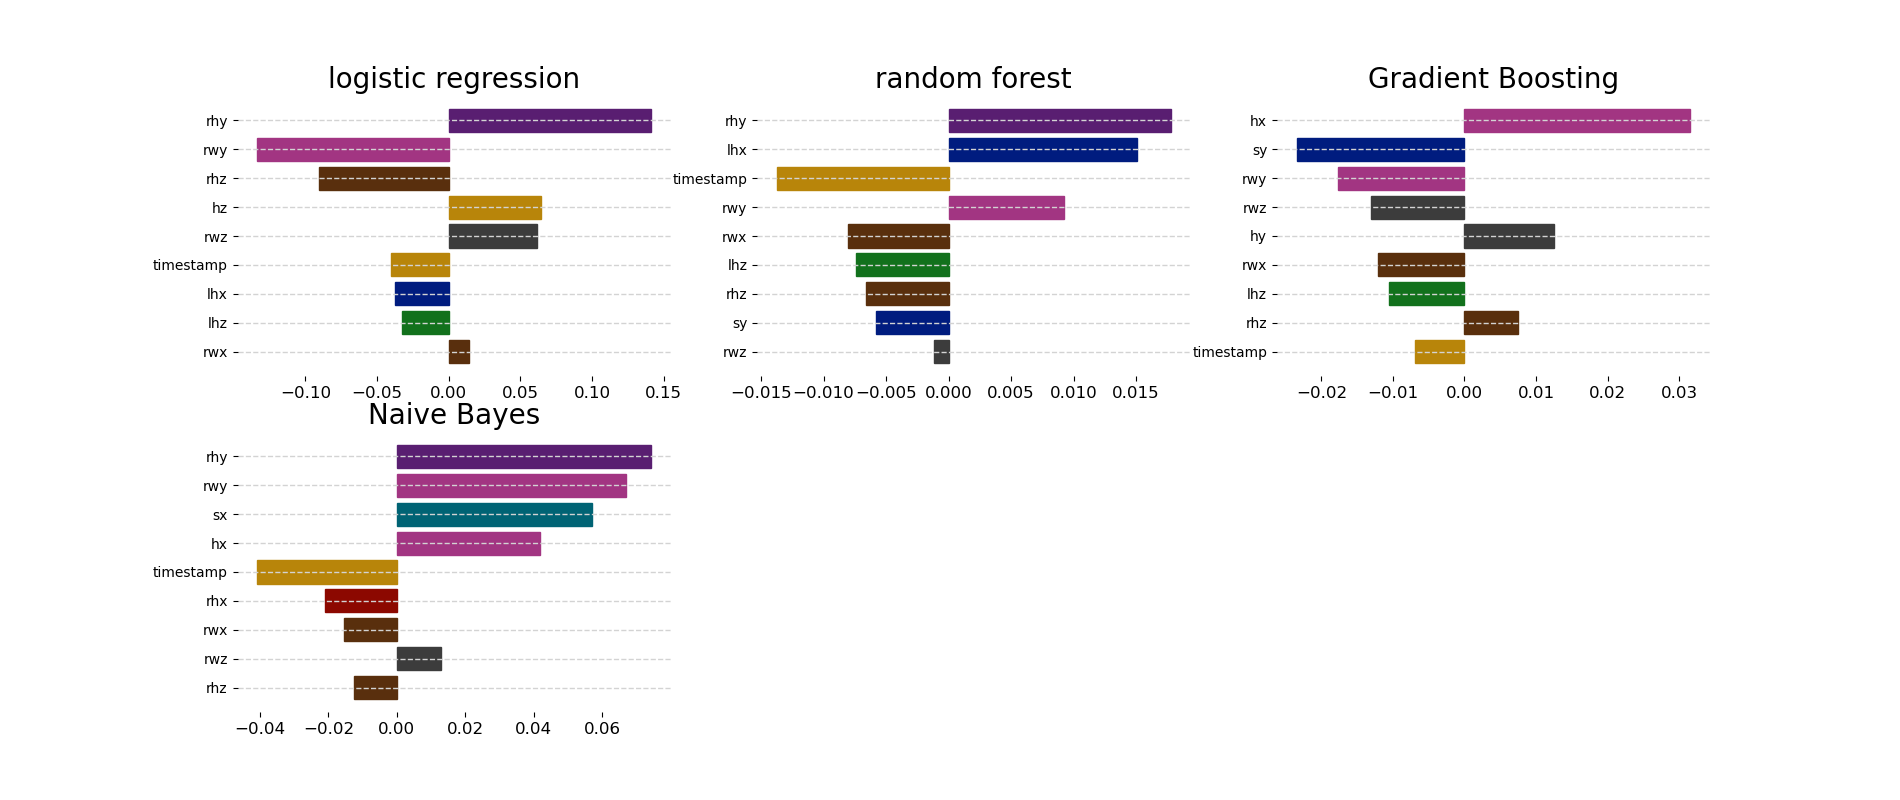 logistic regression
rhy
rwy
rhz
hz
rwz
timestamp
lhx
lhz
rwx
−0.10 −0.05 0.00 0.05 0.10 0.15
random forest
rhy
lhx
timestamp
rwy
rwx
lhz
rhz
sy
rwz
−0.015 −0.010 −0.005 0.000 0.005 0.010 0.015
Gradient Boosting
hx
sy
rwy
rwz
hy
rwx
lhz
rhz
timestamp
−0.02 −0.01 0.00 0.01 0.02 0.03
Naive Bayes
rhy
rwy
sx
hx
timestamp
rhx
rwx
rwz
rhz
−0.04 −0.02 0.00 0.02 0.04 0.06